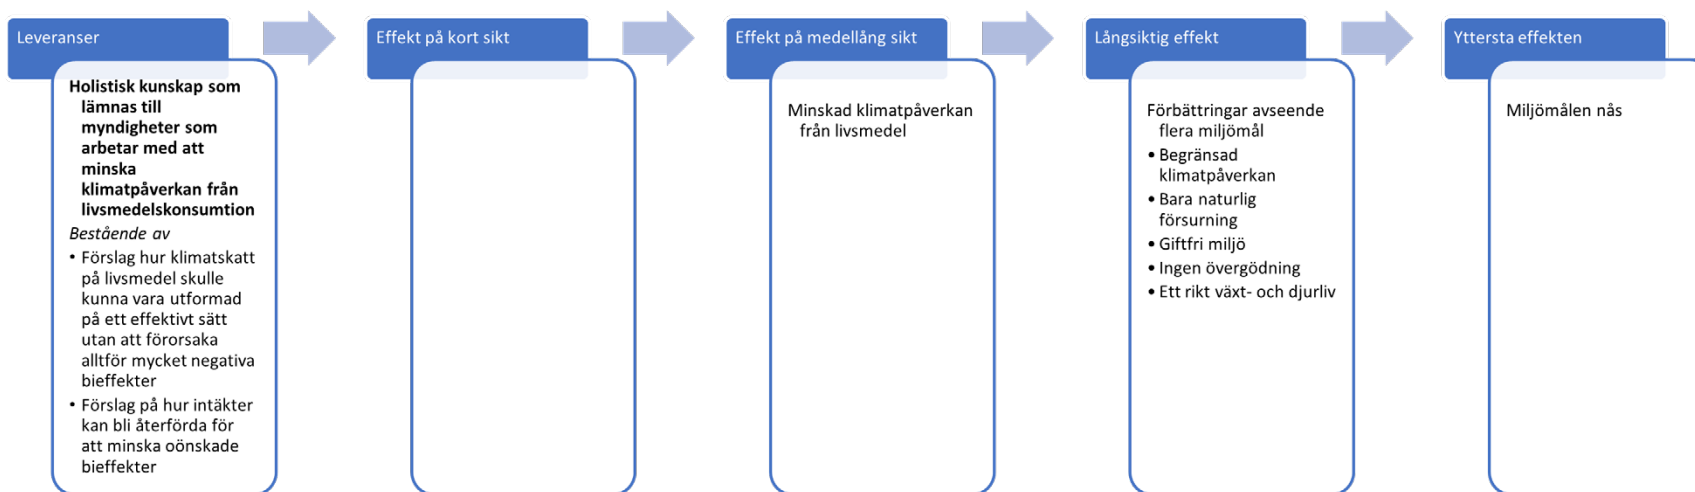 Leveranser
Holistisk kunskap som
lämnas till
myndigheter som
arbetar med att
minska
klimatpåverkan från
livsmedelskonsumtion
Bestående av
• Förslag hur klimatskatt
på livsmedel skulle
kunna vara utformad
på ett effektivt sätt
utan att förorsaka
alltför mycket negativa
bieffekter
• Förslag på hur intäkter
kan bli återförda för
att minska oönskade
bieffekter
Effekt på kort sikt
Effekt på medellång sikt
Minskad klimatpåverkan
från livsmedel
Långsiktig effekt
Förbättringar avseende
flera miljömål
• Begränsad
klimatpåverkan
• Bara naturlig
försurning
• Giftfri miljö
• Ingen övergödning
• Ett rikt växt- och djurliv
Yttersta effekten
Miljömålen nås